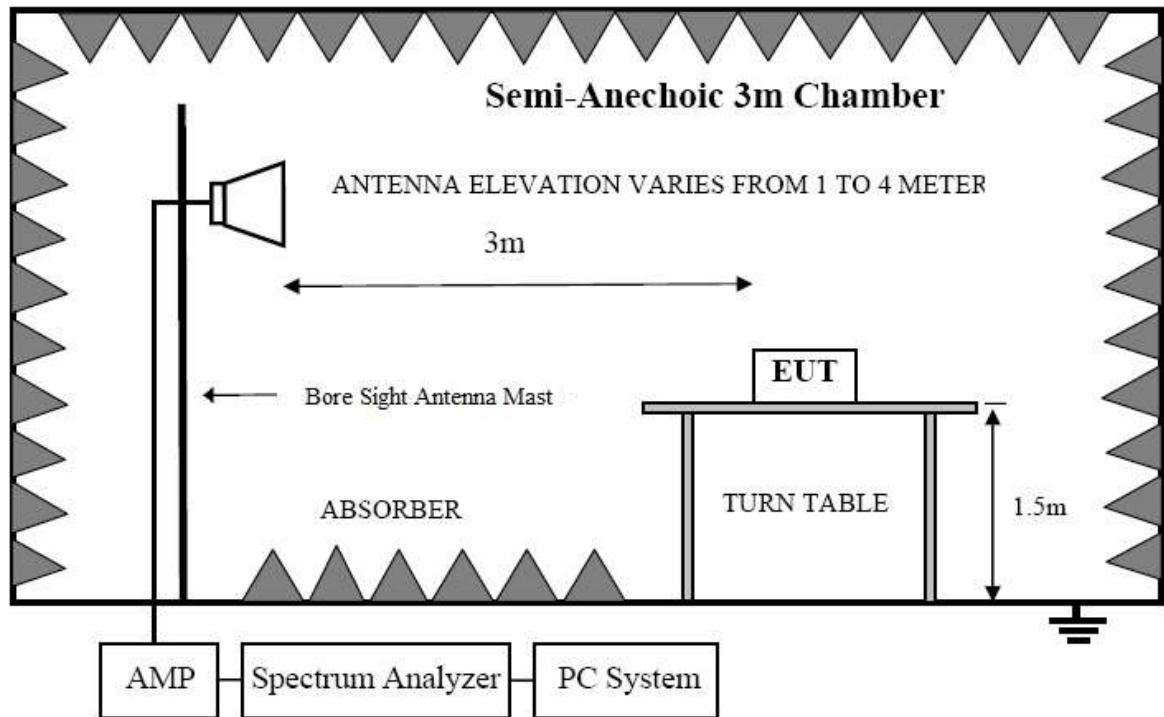 Semi-Anechoic 3m Chamber
ANTENNA ELEVATION VARIES FROM 1 TO 4 METER
3m
EUT
Bore Sight Antenna Mast
ABSORBER
TURN TABLE
1.5m
AMP
Spectrum Analyzer
PC System